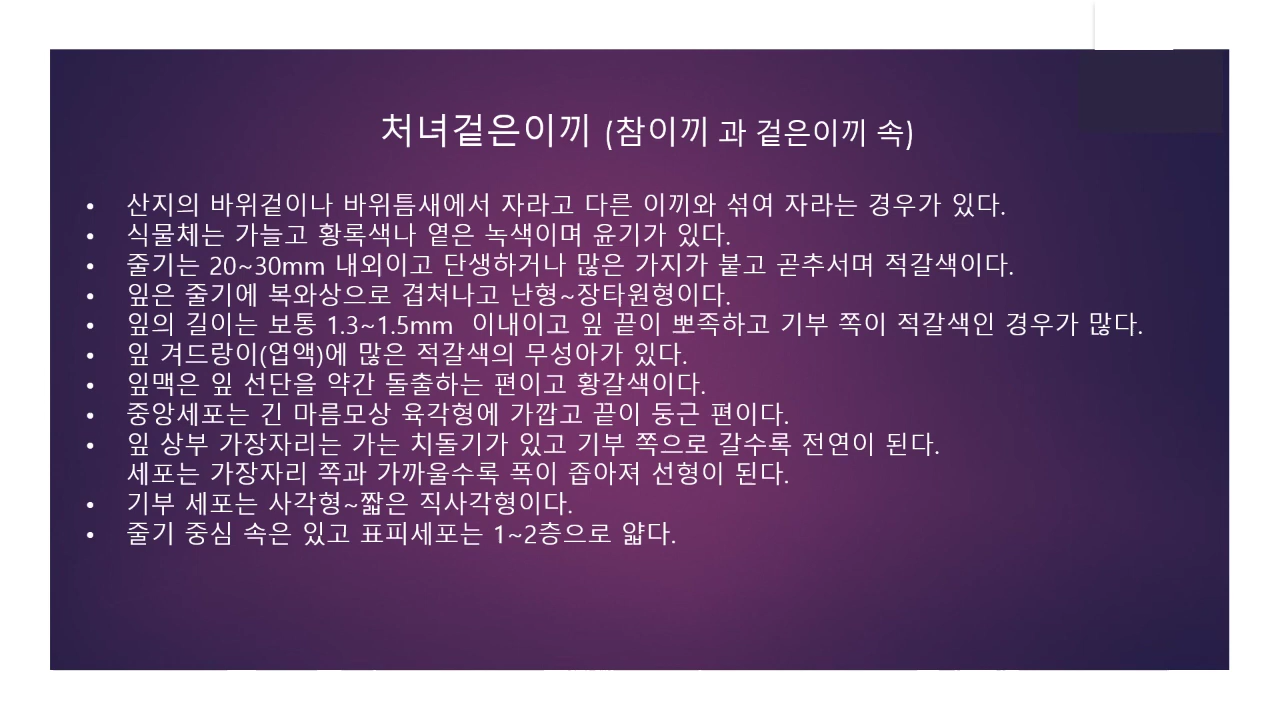 처녀겉은이끼 (참이끼 과 겉은이끼 속)
• 산지의 바위겉이나 바위틈새에서 자라고 다른 이끼와 섞여 자라는 경우가 있다.
• 식물체는 가늘고 황록색나 옅은 녹색이며 윤기가 있다.
• 줄기는 20~30mm 내외이고 단생하거나 많은 가지가 붙고 곧추서며 적갈색이다.
• 잎은 줄기에 복와상으로 겹쳐나고 난형~장타원형이다.
• 잎의 길이는 보통 1.3~1.5mm 이내이고 잎 끝이 뾰족하고 기부 쪽이 적갈색인 경우가 많다.
• 잎 겨드랑이(엽액)에 많은 적갈색의 무성아가 있다.
• 잎맥은 잎 선단을 약간 돌출하는 편이고 황갈색이다.
• 중앙세포는 긴 마름모상 육각형에 가깝고 끝이 둥근 편이다.
• 잎 상부 가장자리는 가는 치돌기가 있고 기부 쪽으로 갈수록 전연이 된다.
세포는 가장자리 쪽과 가까울수록 폭이 좁아져 선형이 된다.
• 기부 세포는 사각형~짧은 직사각형이다.
• 줄기 중심 속은 있고 표피세포는 1~2층으로 얇다.